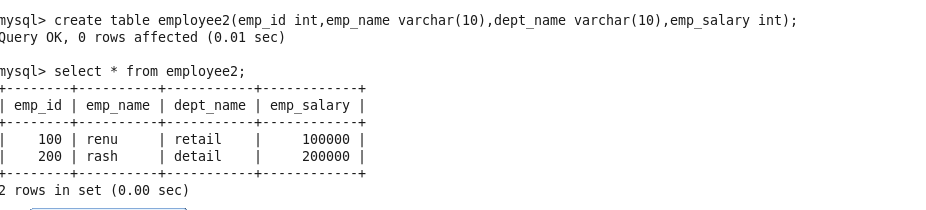 mysql> create table employee2(emp_id int,emp_name varchar(10),dept_name varchar(10),emp_salary int);
Query OK, 0 rows affected (0.01 sec)
mysql> select * from employee2;
+--------+----------+-----------+------------+
| emp_id | emp_name | dept_name | emp_salary |
+--------+----------+-----------+------------+
|    100 | renu     | retail    |     100000 |
|    200 | rash     | detail    |     200000 |
+--------+----------+-----------+------------+
2 rows in set (0.00 sec)